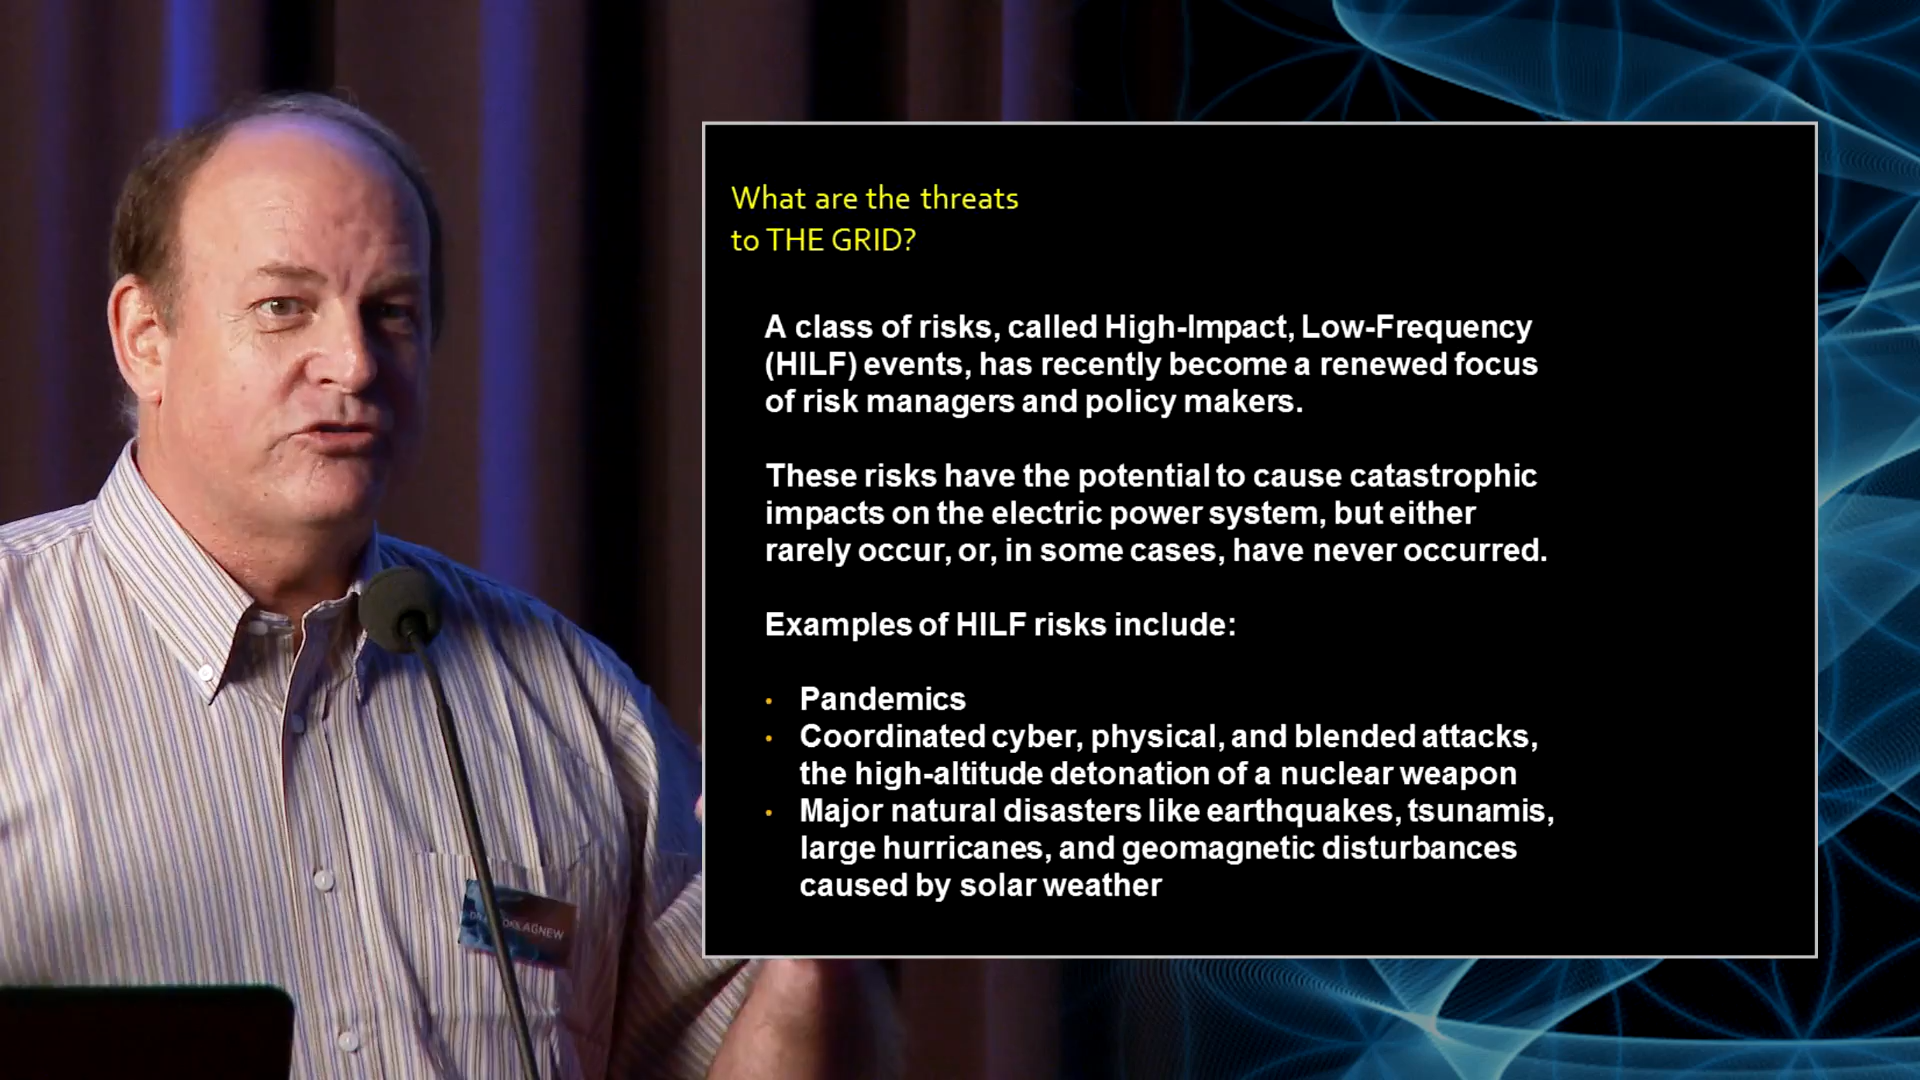 What are the threats
to THE GRID?
A class of risks, called High-Impact, Low-Frequency
(HILF) events, has recently become a renewed focus
of risk managers and policy makers.
These risks have the potential to cause catastrophic
impacts on the electric power system, but either
rarely occur, or, in some cases, have never occurred.
Examples of HILF risks include:
• Pandemics
• Coordinated cyber, physical, and blended attacks,
the high-altitude detonation of a nuclear weapon
• Major natural disasters like earthquakes, tsunamis,
large hurricanes, and geomagnetic disturbances
caused by solar weather
AGNEW